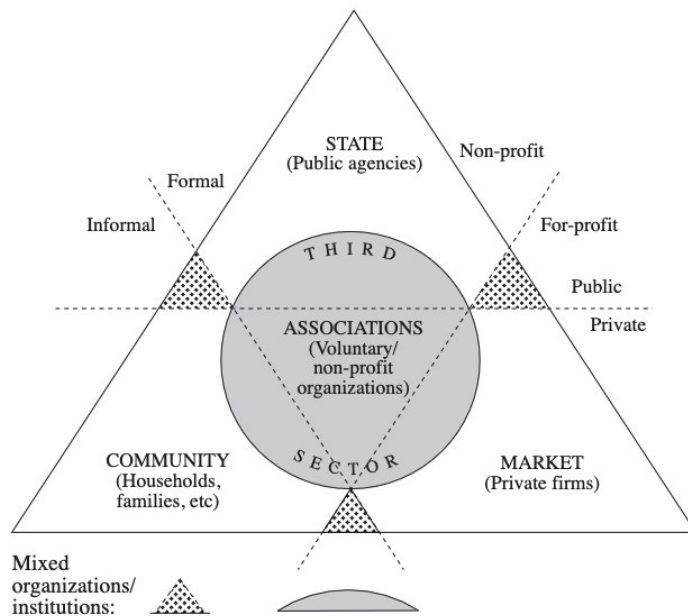 STATE
(Public agencies)
Non-profit
Formal
Informal
For-profit
THIRD
Public
Private
ASSOCIATIONS
(Voluntary/
non-profit
organizations)
SECTOR
COMMUNITY
(Households,
families, etc)
MARKET
(Private firms)
Mixed
organizations/
institutions: